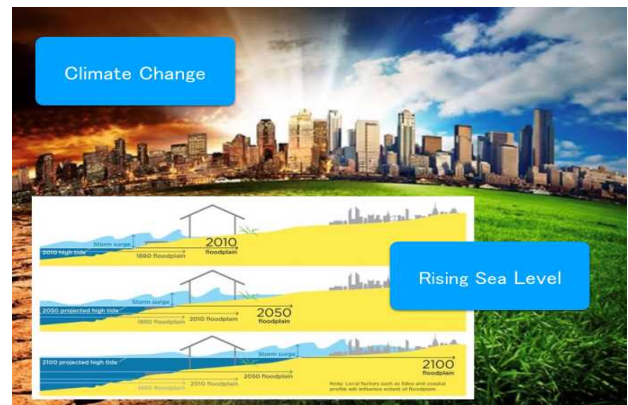 Climate Change
Storm surge
2010
2010 high tide
1890 floodplain
floodplain
Rising Sea Level
Storm surge
2050 projected high tide
1890 floodplain
2010 floodplain
2050
floodplain
Storm surge
2100 projected high tide
2100
floodplain
1890 floodplain
2010 floodplain
2050 floodplain
Note: Local factors such as tides and coastal
profile will influence extent of floodplain.